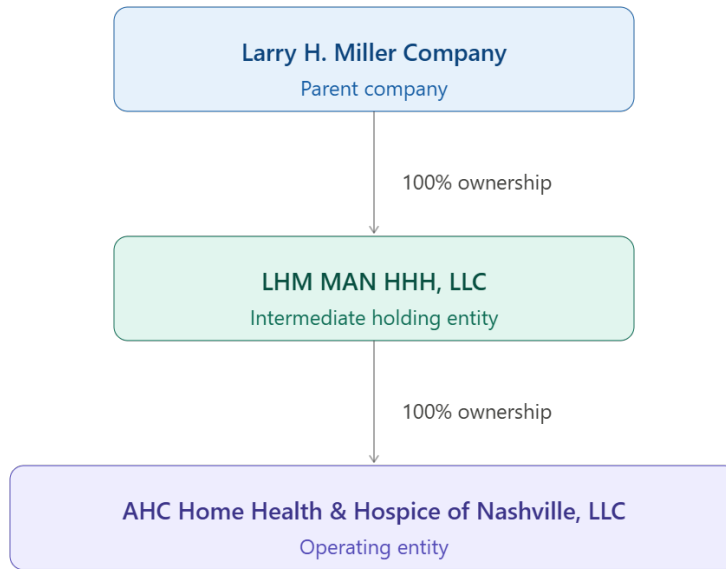 Larry H. Miller Company
Parent company
100% ownership
LHM MAN HHH, LLC
Intermediate holding entity
100% ownership
AHC Home Health & Hospice of Nashville, LLC
Operating entity